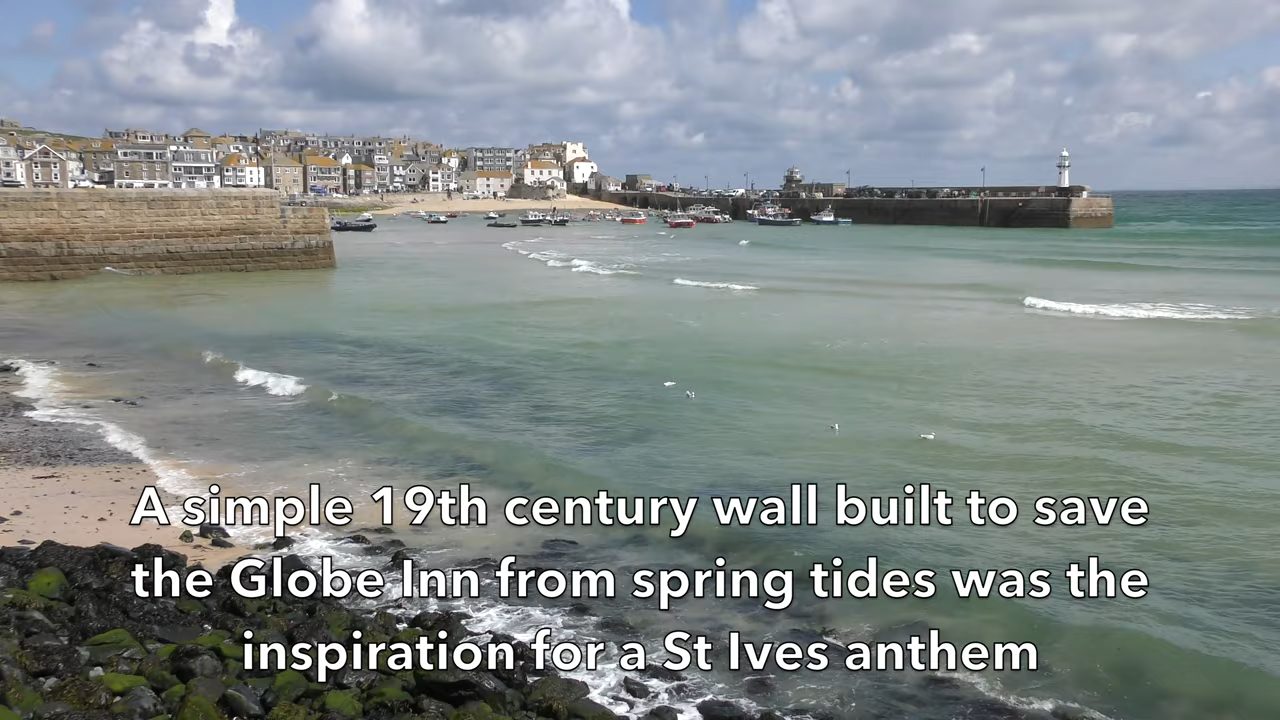 A simple 19th century wall built to save
the Globe Inn from spring tides was the
inspiration for a St Ives anthem